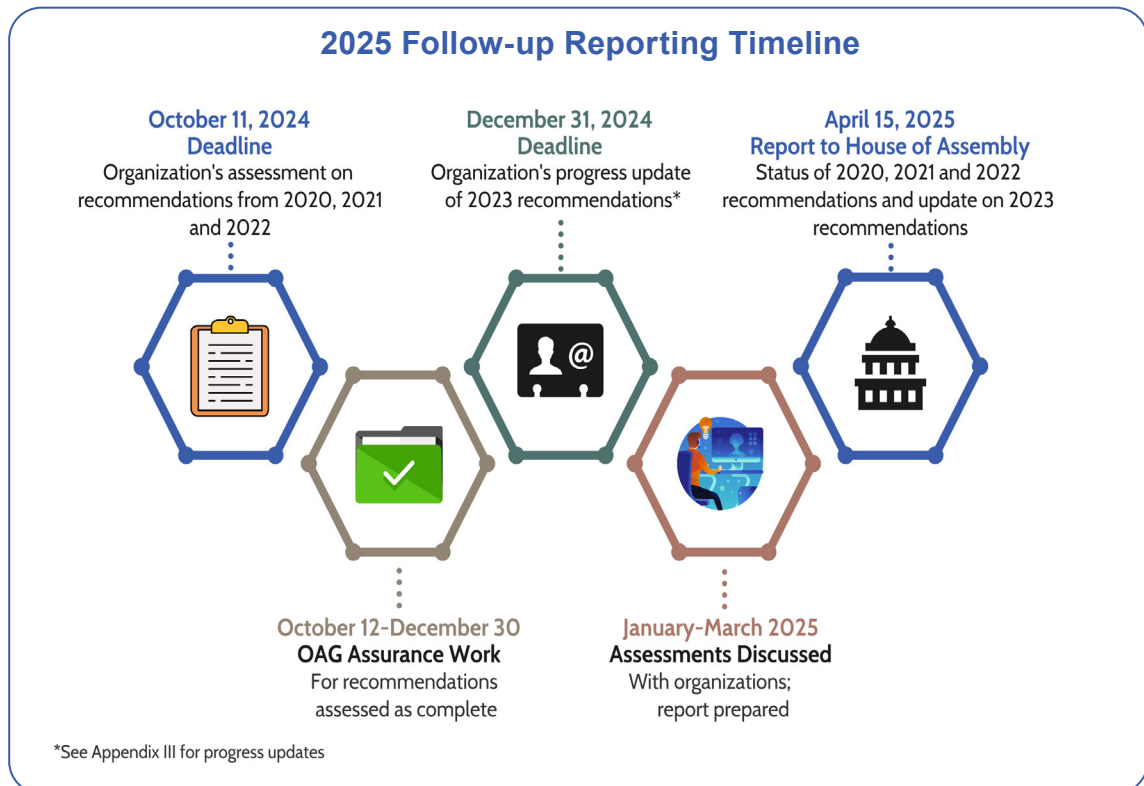 2025 Follow-up Reporting Timeline
October 11, 2024
Deadline
Organization's assessment on
recommendations from 2020, 2021
and 2022
December 31, 2024
Deadline
Organization's progress update
of 2023 recommendations*
April 15, 2025
Report to House of Assembly
Status of 2020, 2021 and 2022
recommendations and update on 2023
recommendations
@
October 12-December 30
OAG Assurance Work
For recommendations
assessed as complete
January-March 2025
Assessments Discussed
With organizations;
report prepared
*See Appendix III for progress updates